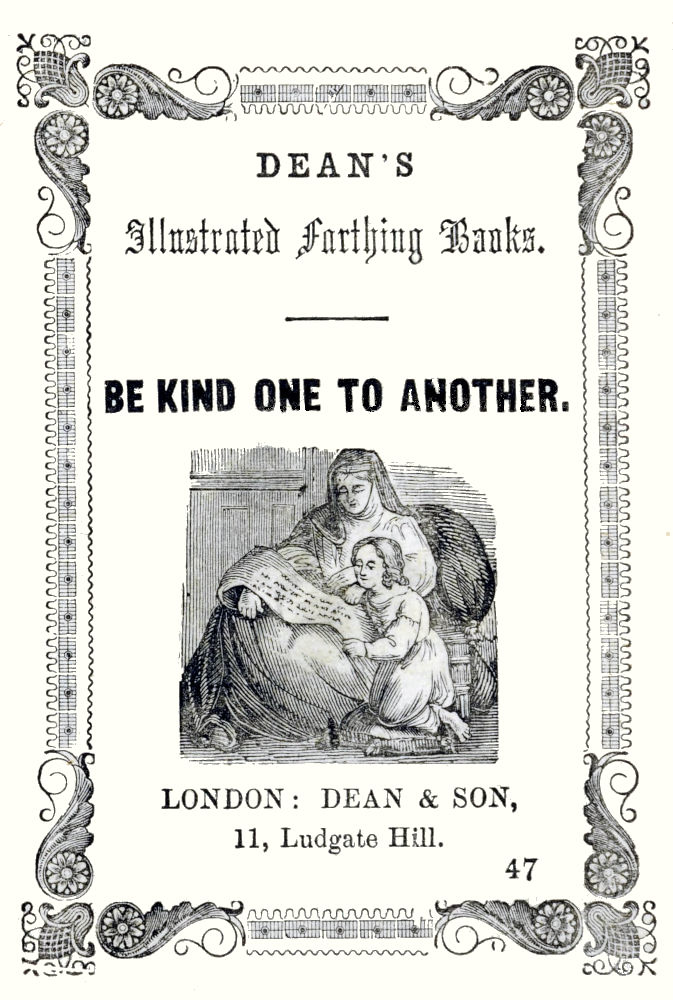 DEAN'S
Illustrated Farthing Books.
BE KIND ONE TO ANOTHER.
LONDON: DEAN & SON,
11, Ludgate Hill.
47